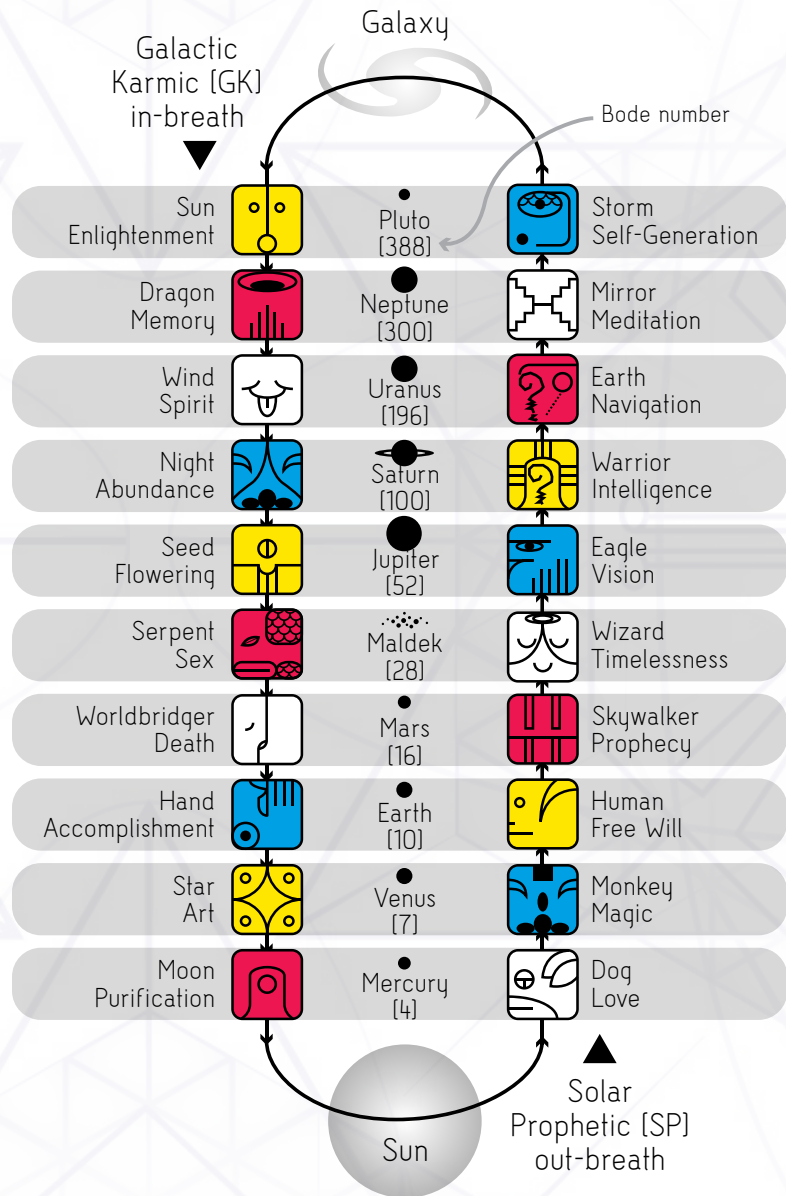 Galaxy
Galactic
Karmic [GK]
in-breath
Bode number
Sun
Enlightenment
Pluto
[388]
Storm
Self-Generation
Dragon
Memory
Neptune
[300]
Mirror
Meditation
Wind
Spirit
Uranus
[196]
Earth
Navigation
Night
Abundance
Saturn
[100]
Warrior
Intelligence
Seed
Flowering
Jupiter
[52]
Eagle
Vision
Serpent
Sex
Maldek
[28]
Wizard
Timelessness
Worldbridger
Death
Mars
[16]
Skywalker
Prophecy
Hand
Accomplishment
Earth
[10]
Human
Free Will
Star
Art
Venus
[7]
Monkey
Magic
Moon
Purification
Mercury
[4]
Dog
Love
Sun
Solar
Prophetic [SP]
out-breath